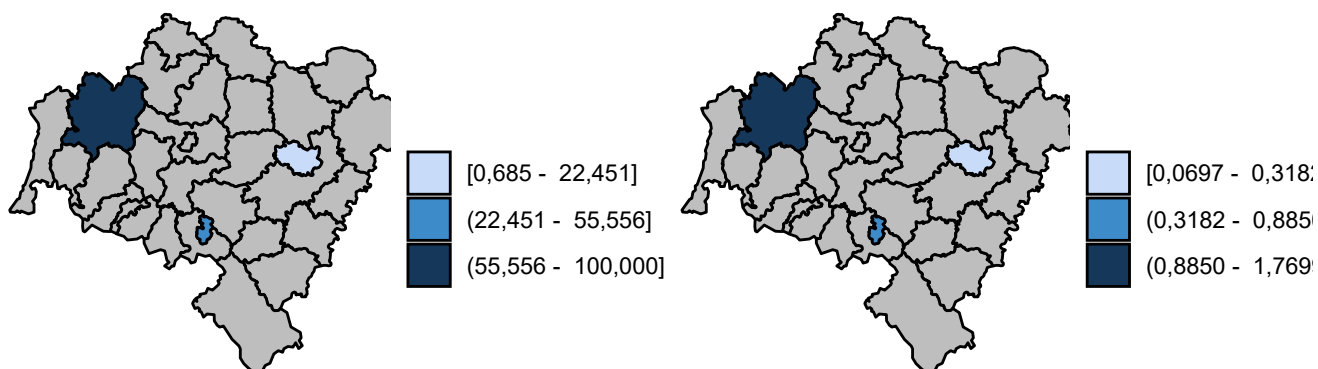 [0,685 - 22,451]
(22,451 - 55,556]
(55,556 - 100,000]
[0,0697 - 0,318
(0,3182 - 0,885
(0,8850 - 1,769